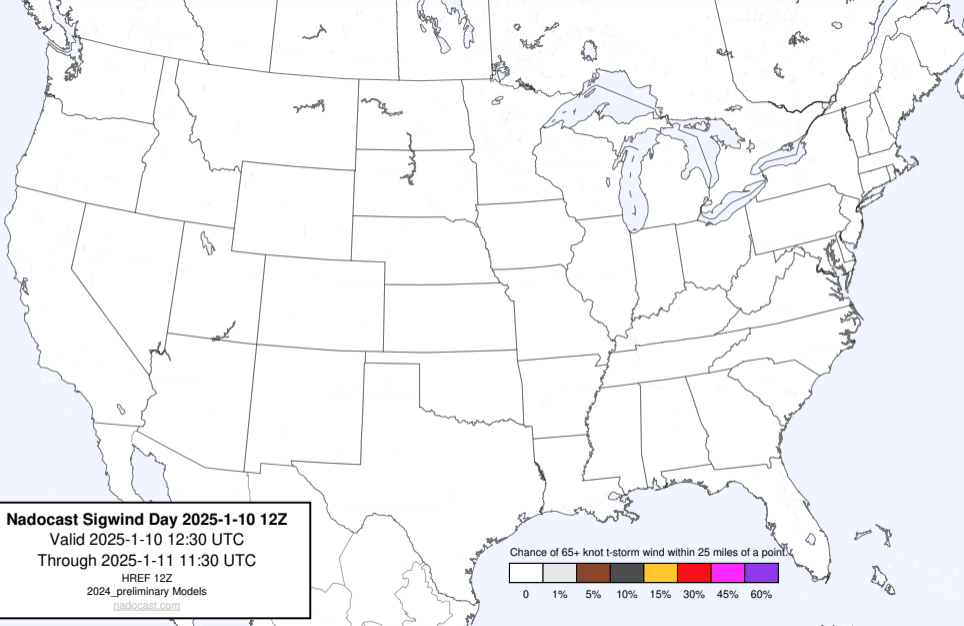 Nadocast Sigwind Day 2025-1-10 12Z
Valid 2025-1-10 12:30 UTC
Through 2025-1-11 11:30 UTC
HREF 12Z
2024_preliminary Models
nadocast.com
Chance of 65+ knot t-storm wind within 25 miles of a point.
0 1% 5% 10% 15% 30% 45% 60%